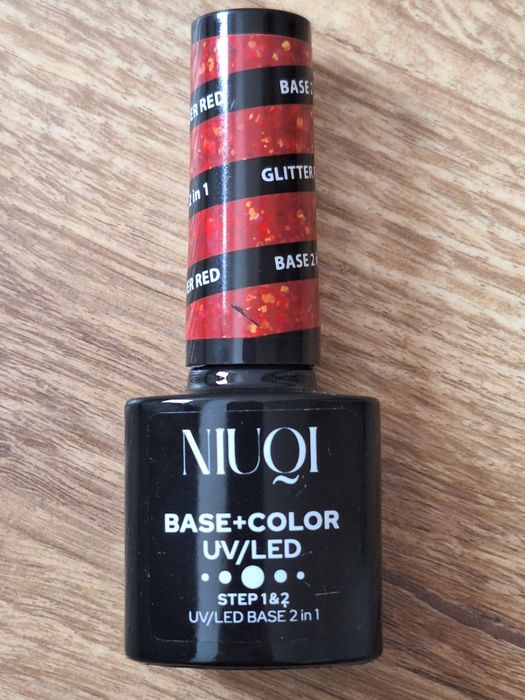 BASE 2
ER RED
GLITTER
in 1
BASE 2 in
ER RED
NIUQI
BASE+COLOR
UV/LED
STEP 1&2
UV/LED BASE 2 in 1